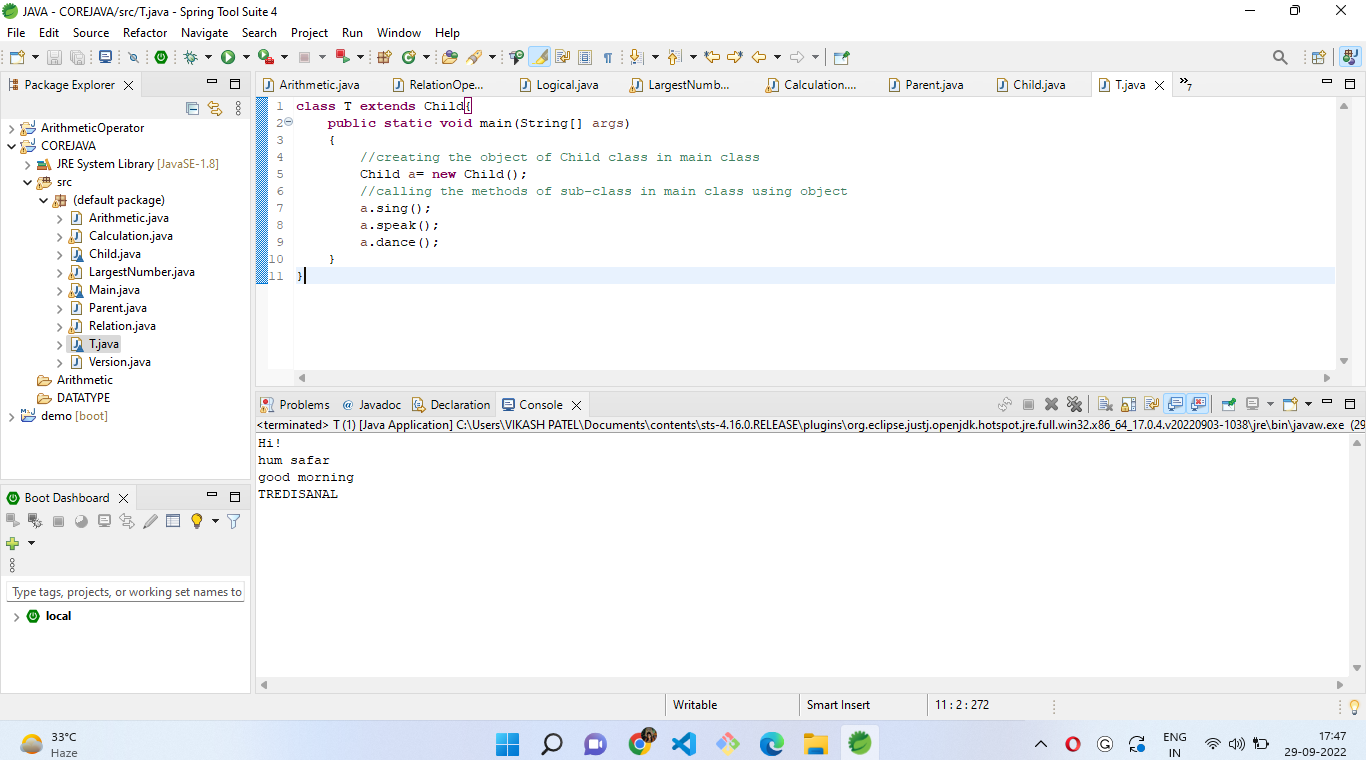 JAVA - COREJAVA/src/T.java - Spring Tool Suite 4
File Edit Source Refactor Navigate Search Project Run Window Help
Package Explorer
ArithmeticOperator
COREJAVA
JRE System Library [JavaSE-1.8]
src
(default package)
Arithmetic.java
Calculation.java
Child.java
LargestNumber.java
Main.java
Parent.java
Relation.java
T.java
Version.java
Arithmetic
DATATYPE
demo [boot]
Boot Dashboard
Type tags, projects, or working set names to
local
Arithmetic.java RelationOpe... Logical.java LargestNumb... Calculation.... Parent.java Child.java T.java »7
1 class T extends Child{
2 public static void main(String[] args)
3 {
4 //creating the object of Child class in main class
5 Child a= new Child();
6 //calling the methods of sub-class in main class using object
7 a.sing();
8 a.speak();
9 a.dance();
10 }
11 }
Problems @ Javadoc Declaration Console
<terminated> T (1) [Java Application] C:\Users\VIKASH PATEL\Documents\contents\sts-4.16.0.RELEASE\plugins\org.eclipse.justj.openjdk.hotspot.jre.full.win32.x86_64_17.0.4.v20220903-1038\jre\bin\javaw.exe (29
Hi!
hum safar
good morning
TREDISANAL
Writable Smart Insert 11 : 2 : 272
33°C
Haze
ENG
IN
17:47
29-09-2022